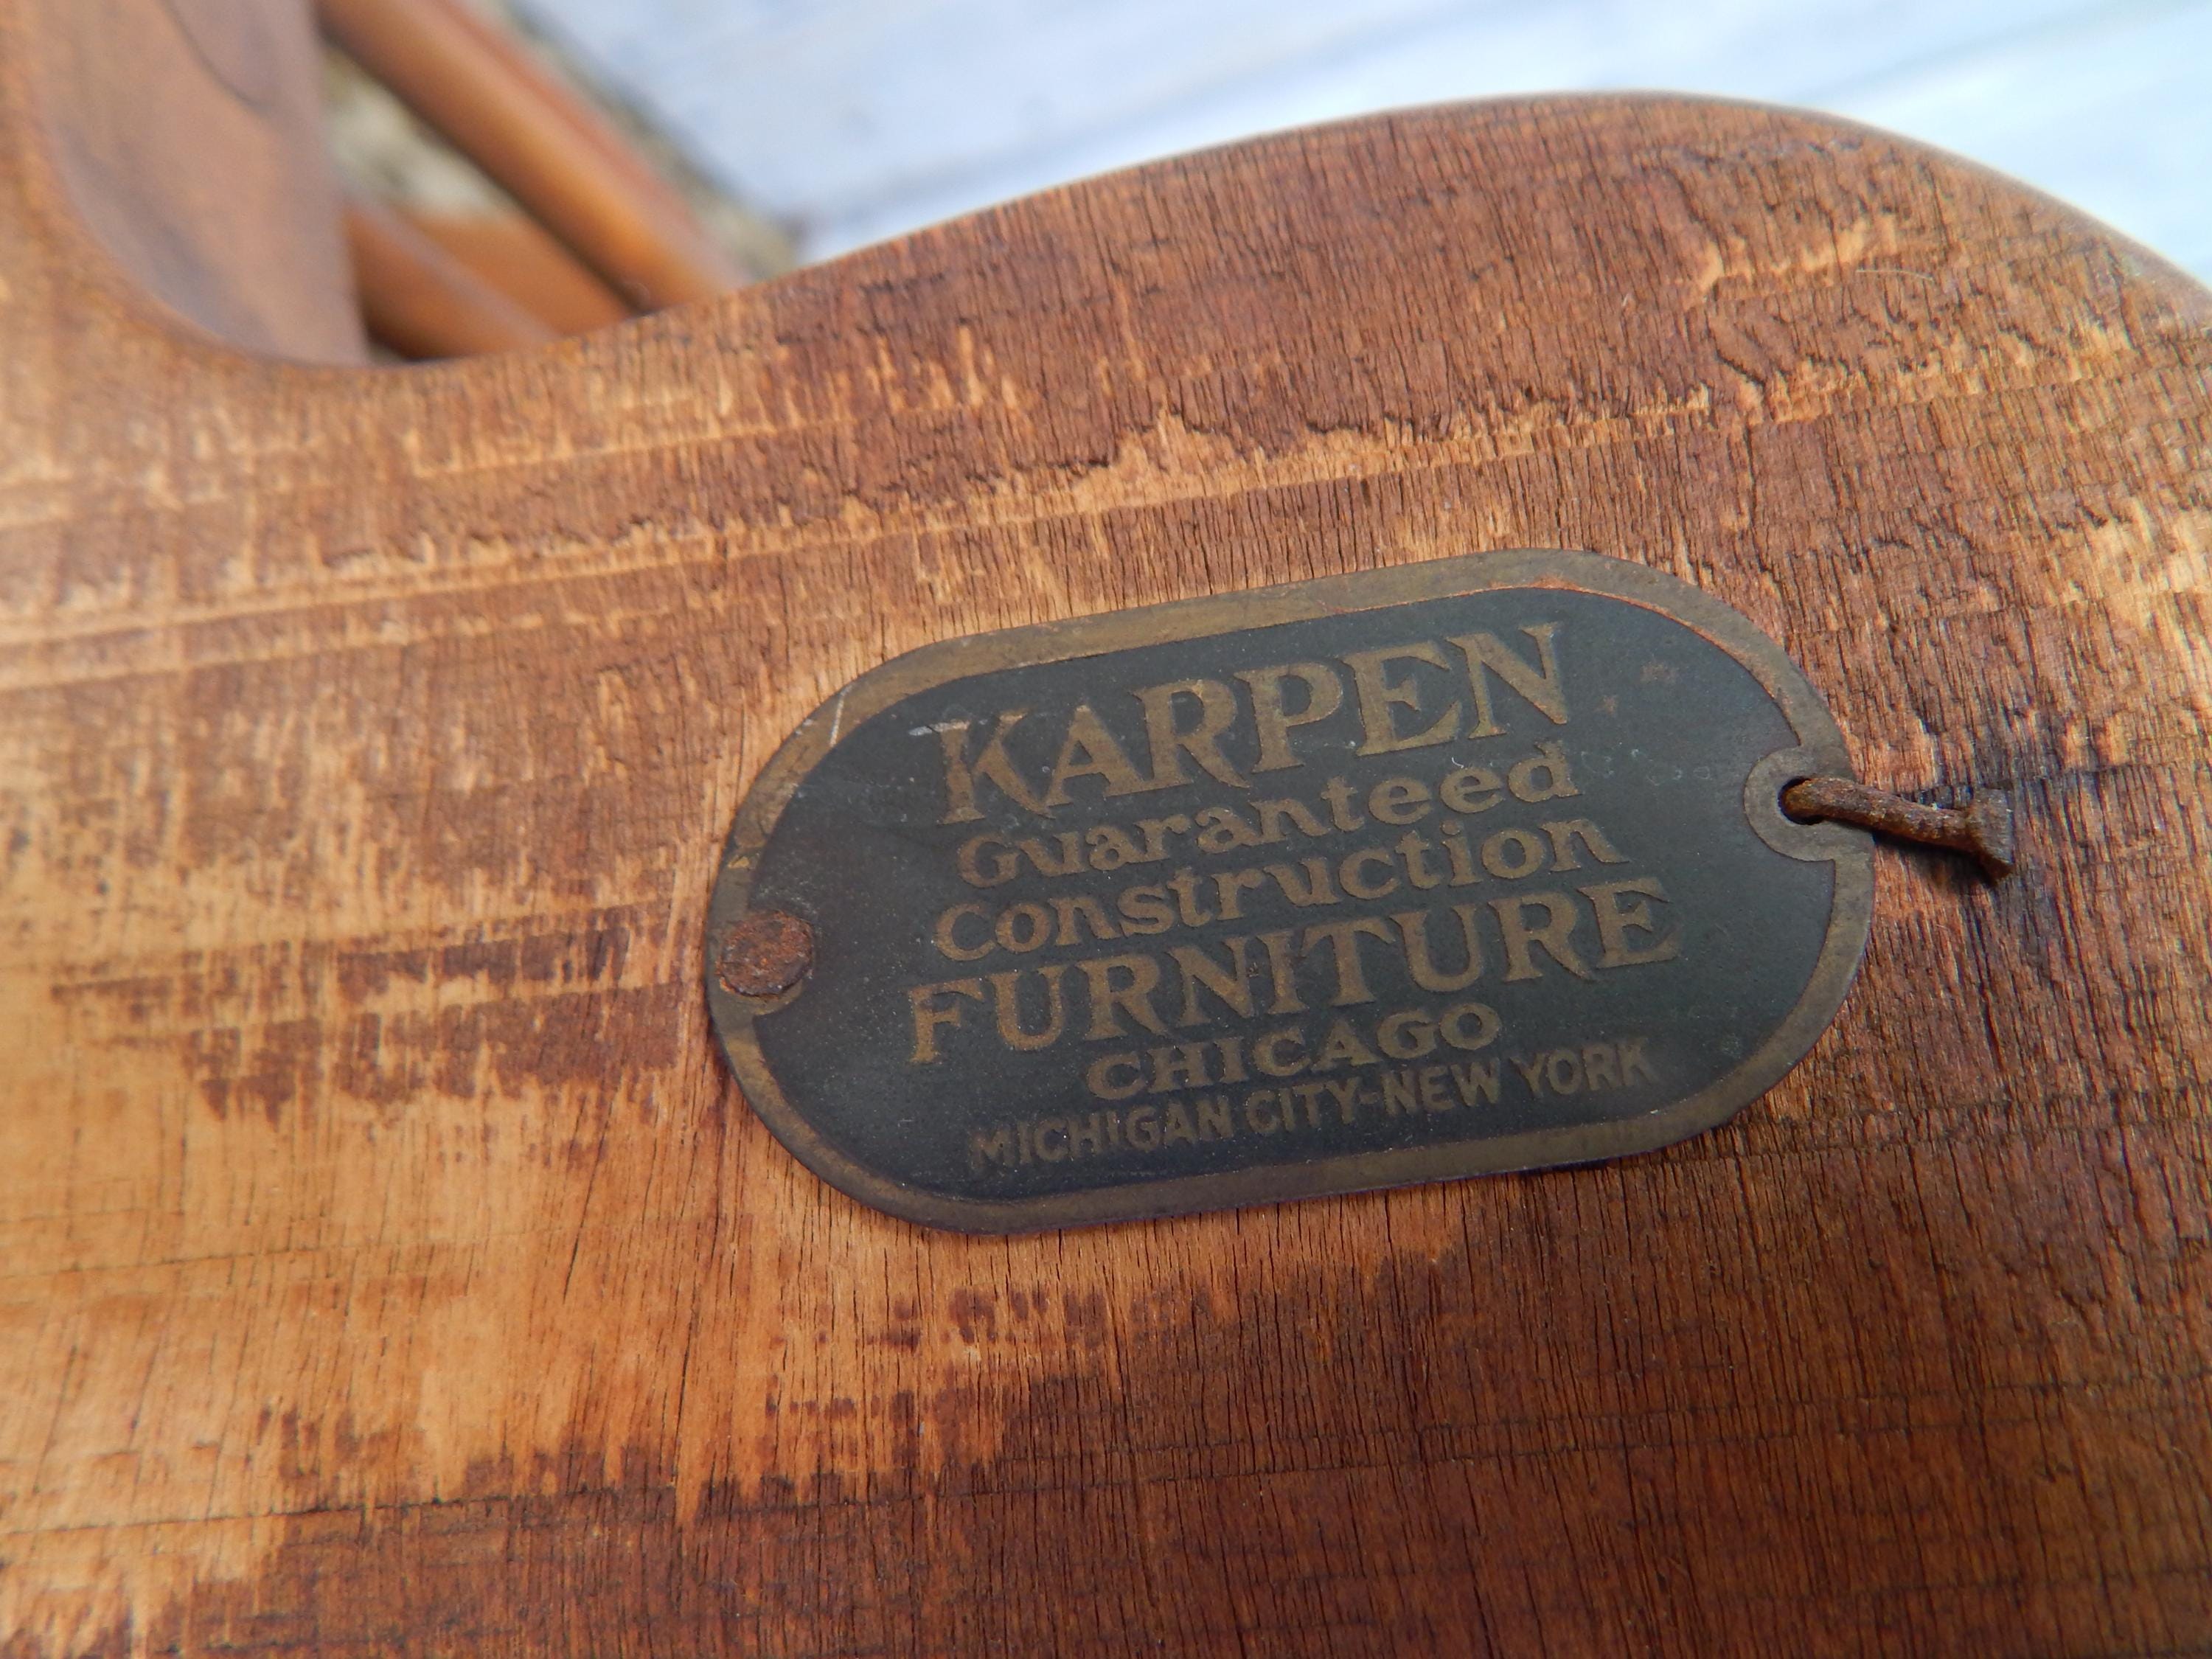 KARPEN
Guaranteed
Construction
FURNITURE
CHICAGO
MICHIGAN CITY-NEW YORK